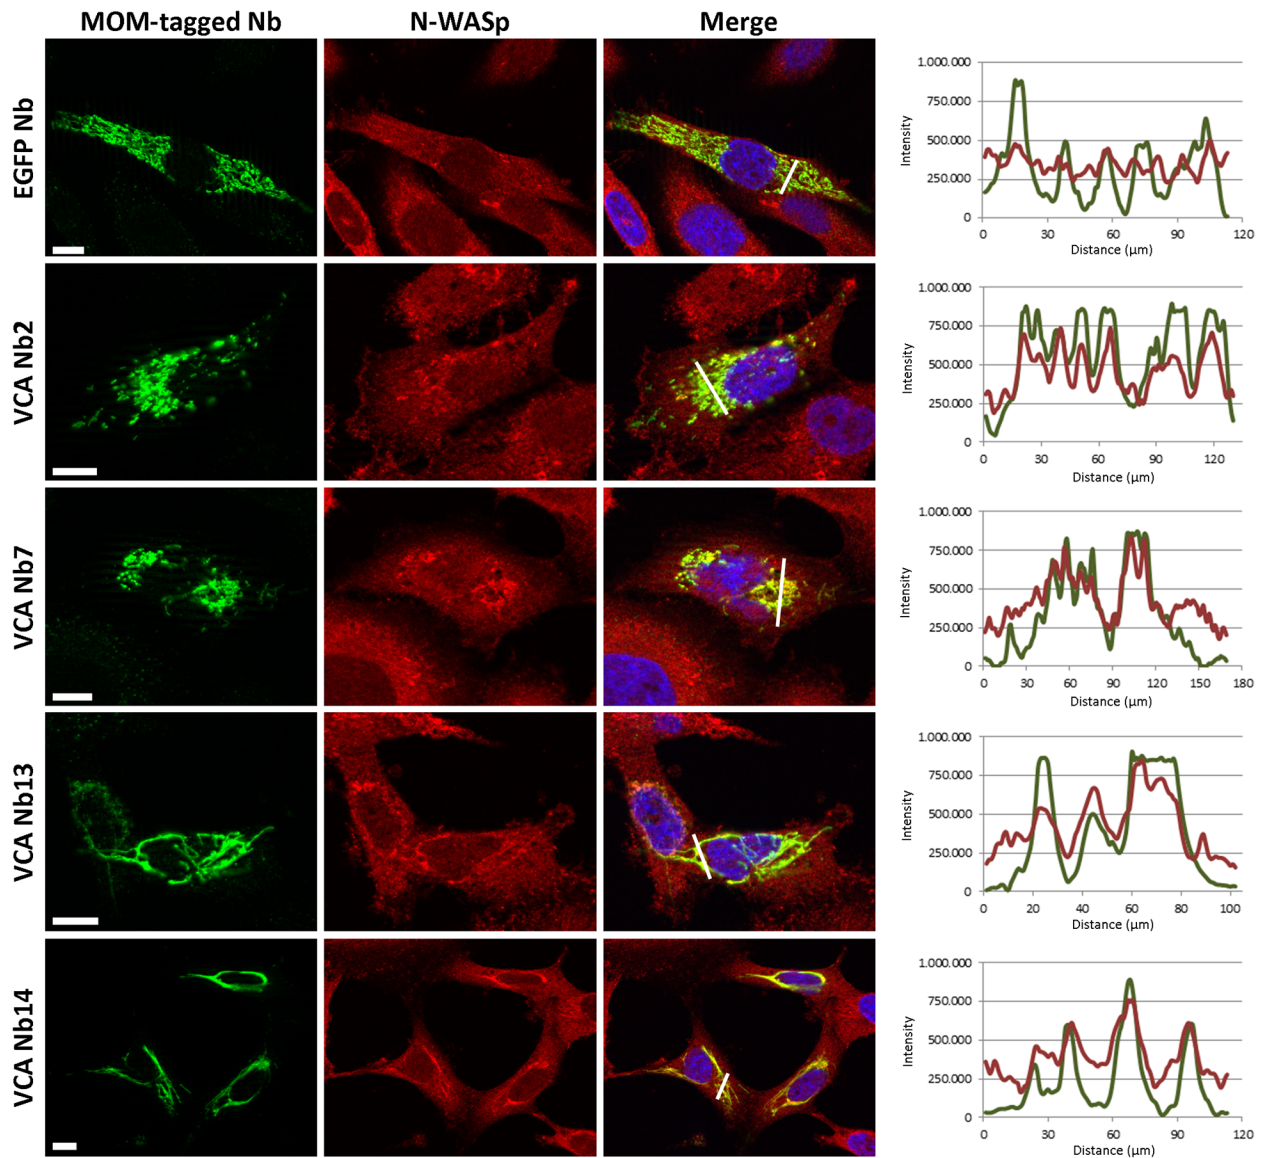 MOM-tagged Nb N-WASp Merge
EGFP Nb
1.000.000
750.000
500.000
250.000
0
Intensity
0 30 60 90 120
Distance (µm)
VCA Nb2
1.000.000
750.000
500.000
250.000
0
Intensity
0 30 60 90 120
Distance (µm)
VCA Nb7
1.000.000
750.000
500.000
250.000
0
Intensity
0 30 60 90 120 150 180
Distance (µm)
VCA Nb13
1.000.000
750.000
500.000
250.000
0
Intensity
0 20 40 60 80 100
Distance (µm)
VCA Nb14
1.000.000
750.000
500.000
250.000
0
Intensity
0 30 60 90 120
Distance (µm)